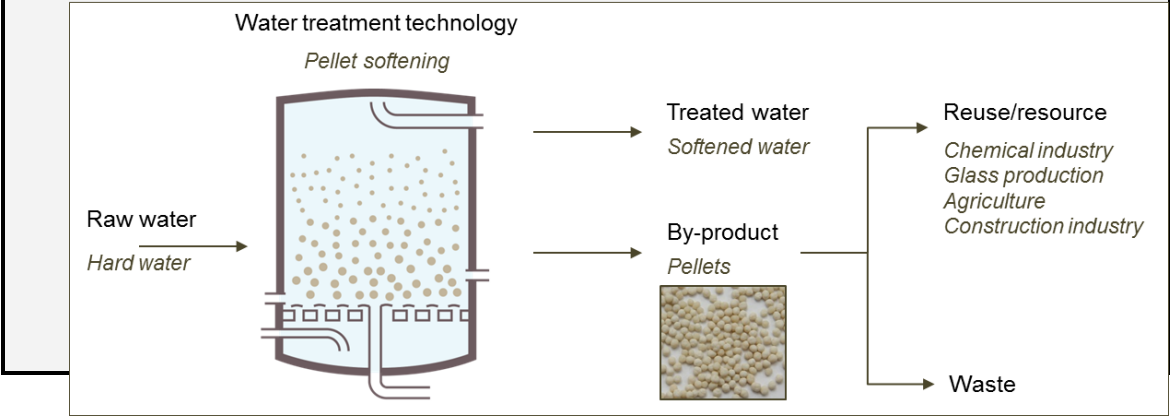 Water treatment technology
Pellet softening
Raw water
Hard water
Treated water
Softened water
By-product
Pellets
Reuse/resource
Chemical industry
Glass production
Agriculture
Construction industry
Waste